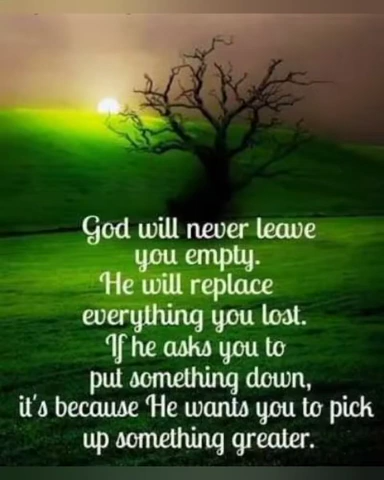 God will never leave
you empty.
He will replace
everything you lost.
If he asks you to
put something down,
it's because He wants you to pick
up something greater.